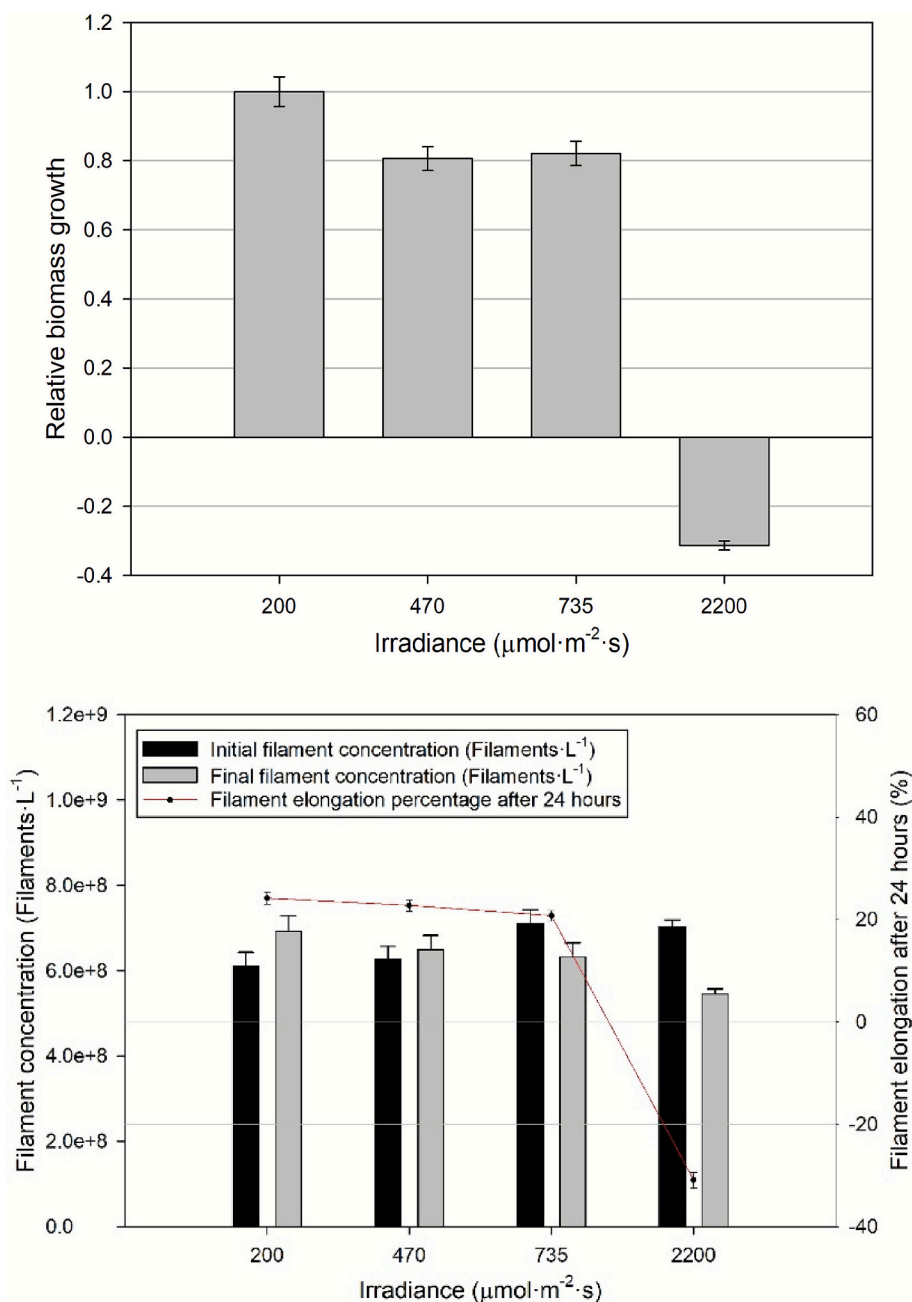 Relative biomass growth
1.2
1.0
0.8
0.6
0.4
0.2
0.0
-0.2
-0.4
200 470 735 2200
Irradiance (μmol·m⁻²·s)
Filament concentration (Filaments·L⁻¹)
1.2e+9
1.0e+9
8.0e+8
6.0e+8
4.0e+8
2.0e+8
0.0
Initial filament concentration (Filaments·L⁻¹)
Final filament concentration (Filaments·L⁻¹)
Filament elongation percentage after 24 hours
60
40
20
0
-20
-40
Filament elongation after 24 hours (%)
200 470 735 2200
Irradiance (μmol·m⁻²·s)